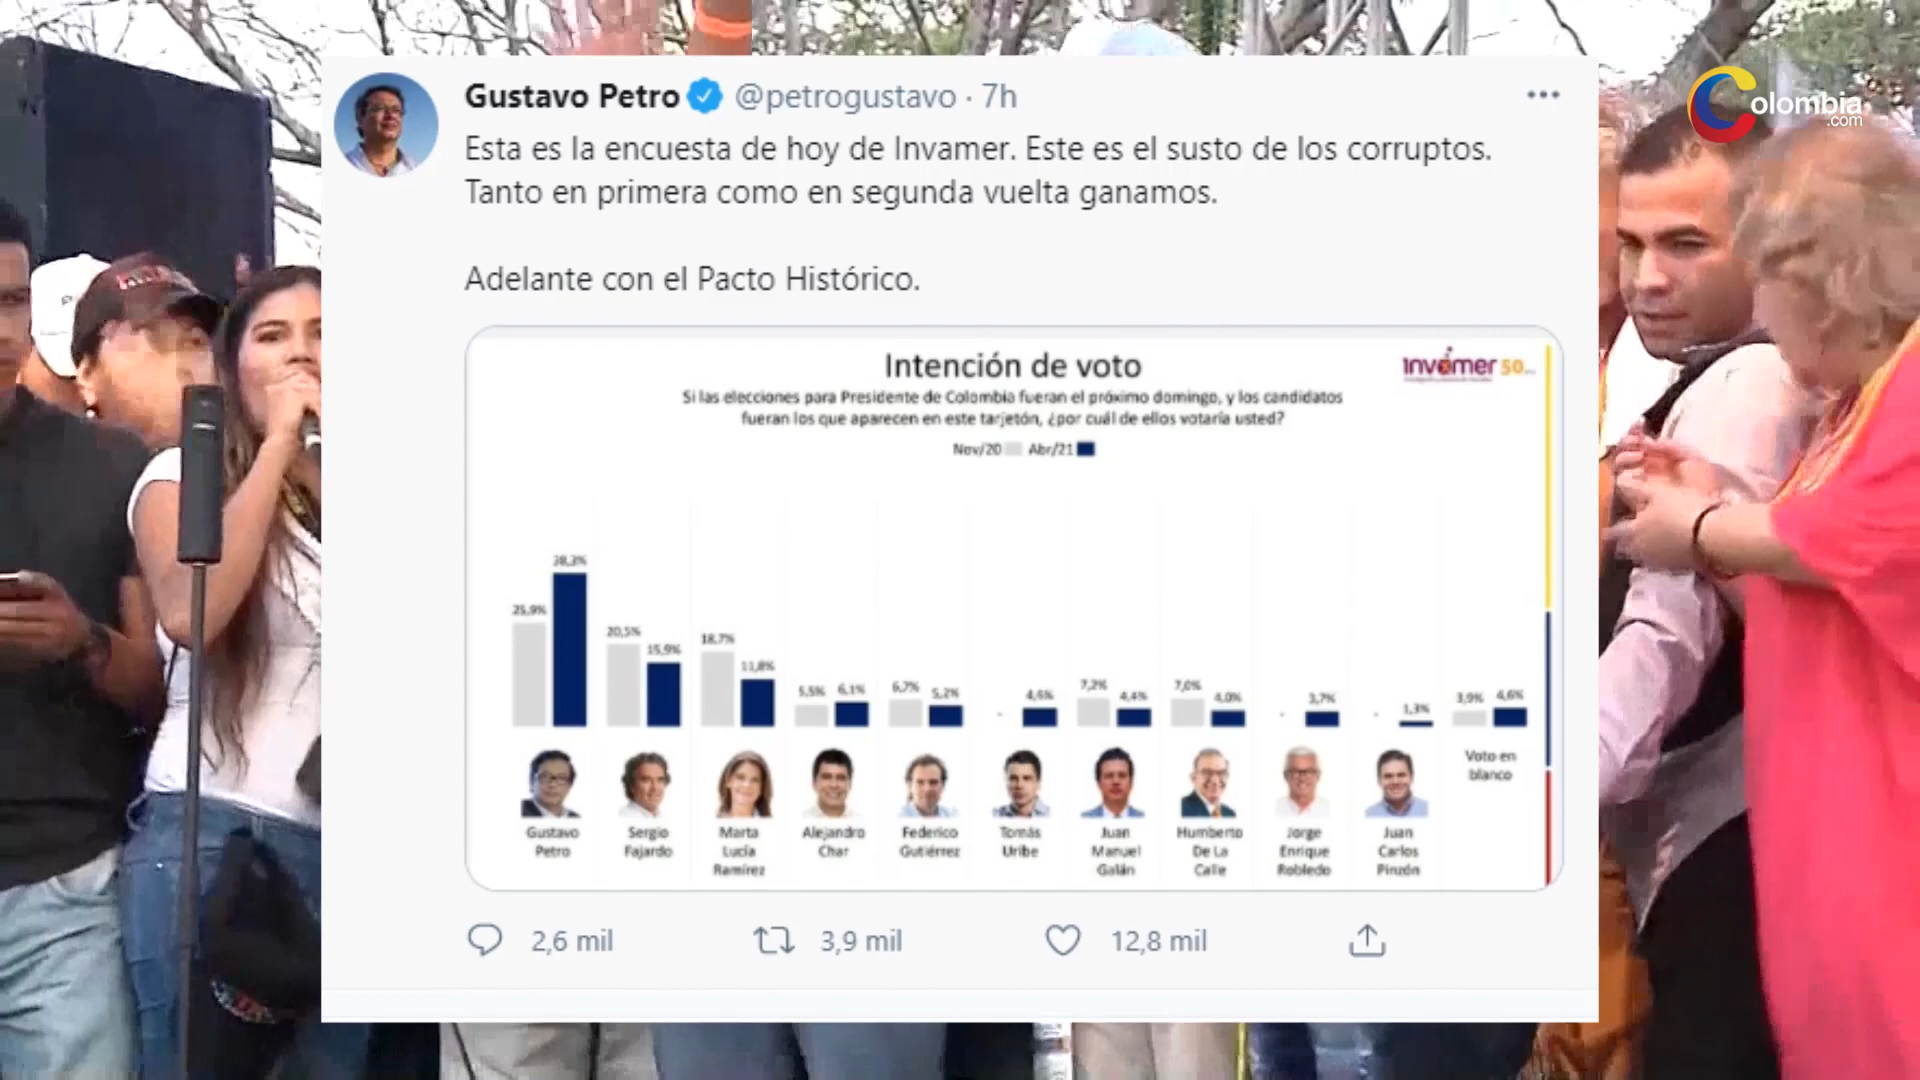 Gustavo Petro @petrogustavo · 7h
Colombia
.com
Esta es la encuesta de hoy de Invamer. Este es el susto de los corruptos.
Tanto en primera como en segunda vuelta ganamos.
Adelante con el Pacto Histórico.
Intención de voto
invamer 50
Si las elecciones para Presidente de Colombia fueran el próximo domingo, y los candidatos
fueran los que aparecen en este tarjetón, ¿por cuál de ellos votaría usted?
Nov/20 Abr/21
25,9% 20,5% 15,9% 18,7% 11,8% 5,5% 6,1% 6,7% 5,2% 7,2% 4,4% 7,0% 4,0% 3,7% 1,3% 3,9% 4,6%
Voto en
blanco
Gustavo Sergio Marta Alejandro Federico Tomás Juan Humberto Jorge Juan
Petro Fajardo Lucía Char Gutiérrez Uribe Manuel De La Enrique Carlos
Ramírez Galán Calle Robledo Pinzón
2,6 mil 3,9 mil 12,8 mil